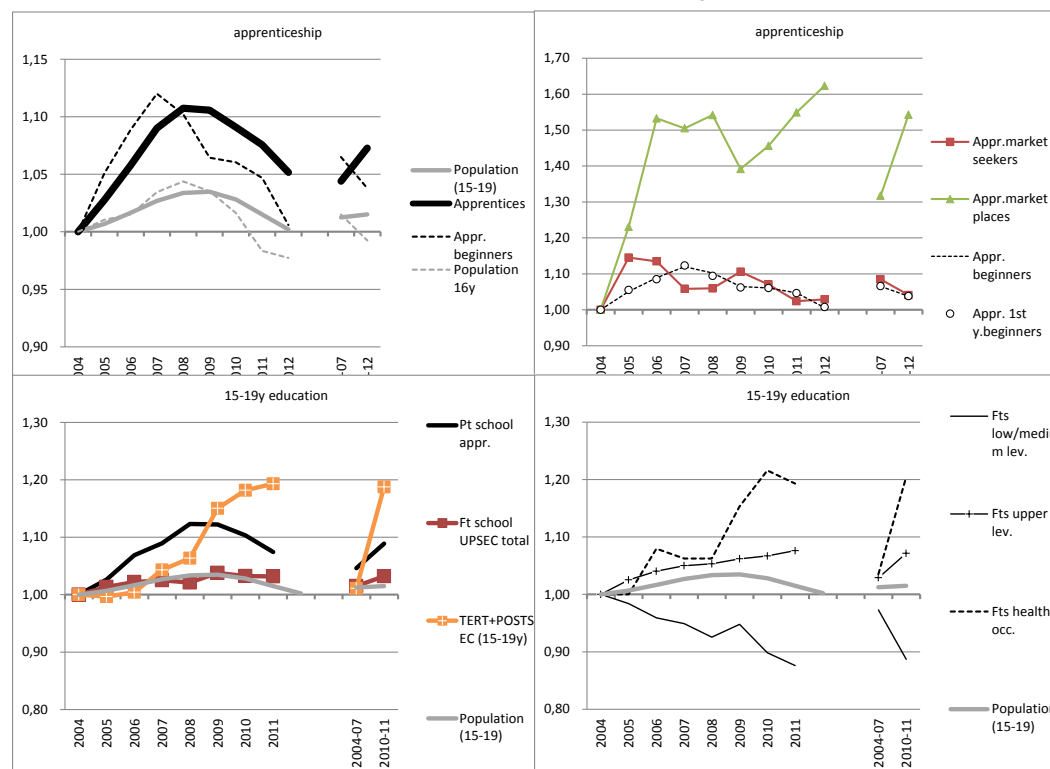 apprenticeship
1,15
1,10
1,05
1,00
0,95
0,90
2005
2006
2007
2008
2009
2010
2011
2012
Population
(15-19)
Apprentices
Appr.
beginners
Population
16y
apprenticeship
1,70
1,60
1,50
1,40
1,30
1,20
1,10
1,00
0,90
2005
2006
2007
2008
2009
2010
2011
2012
Appr.market
seekers
Appr.market
places
Appr.
beginners
Appr. 1st
y.beginners
15-19y education
1,30
1,20
1,10
1,00
0,90
0,80
2004
2005
2006
2007
2008
2009
2010
2011
2004-07
2010-11
Pt school
appr.
Ft school
UPSEC total
TERT+POSTS
EC (15-19y)
Population
(15-19)
15-19y education
1,30
1,20
1,10
1,00
0,90
0,80
2004
2005
2006
2007
2008
2009
2010
2011
2004-07
2010-11
Fts
low/medi
m lev.
Fts upper
lev.
Fts health
occ.
Population
(15-19)